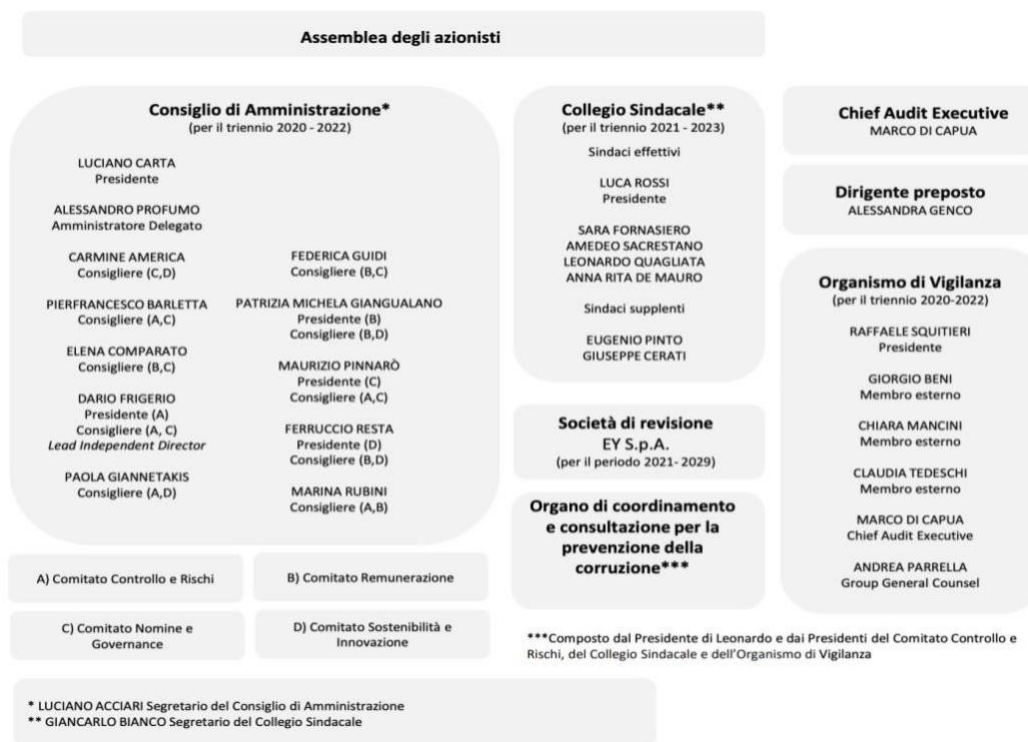 Assemblea degli azionisti
Consiglio di Amministrazione*
(per il triennio 2020 - 2022)
LUCIANO CARTA
Presidente
ALESSANDRO PROFUMO
Amministratore Delegato
CARMINE AMERICA
Consigliere (C,D)
PIERFRANCESCO BARLETTA
Consigliere (A,C)
ELENA COMPARATO
Consigliere (B,C)
DARIO FRIGERIO
Presidente (A)
Consigliere (A, C)
Lead Independent Director
PAOLA GIANNETAKIS
Consigliere (A,D)
FEDERICA GUIDI
Consigliere (B,C)
PATRIZIA MICHELA GIANGUALANO
Presidente (B)
Consigliere (B,D)
MAURIZIO PINNARÒ
Presidente (C)
Consigliere (A,C)
FERRUCCIO RESTA
Presidente (D)
Consigliere (B,D)
MARINA RUBINI
Consigliere (A,B)
A) Comitato Controllo e Rischi
B) Comitato Remunerazione
C) Comitato Nomine e
Governance
D) Comitato Sostenibilità e
Innovazione
Collegio Sindacale**
(per il triennio 2021 - 2023)
Sindaci effettivi
LUCA ROSSI
Presidente
SARA FORNASIERO
AMEDEO SACRESTANO
LEONARDO QUAGLIATA
ANNA RITA DE MAURO
Sindaci supplenti
EUGENIO PINTO
GIUSEPPE CERATI
Società di revisione
EY S.p.A.
(per il periodo 2021- 2029)
Organo di coordinamento
e consultazione per la
prevenzione della
corruzione***
Chief Audit Executive
MARCO DI CAPUA
Dirigente preposto
ALESSANDRA GENCO
Organismo di Vigilanza
(per il triennio 2020-2022)
RAFFAELE SQUITIERI
Presidente
GIORGIO BENI
Membro esterno
CHIARA MANCINI
Membro esterno
CLAUDIA TEDESCHI
Membro esterno
MARCO DI CAPUA
Chief Audit Executive
ANDREA PARRELLA
Group General Counsel
***Composto dal Presidente di Leonardo e dai Presidenti del Comitato Controllo e
Rischi, del Collegio Sindacale e dell'Organismo di Vigilanza
* LUCIANO ACCIARI Segretario del Consiglio di Amministrazione
** GIANCARLO BIANCO Segretario del Collegio Sindacale